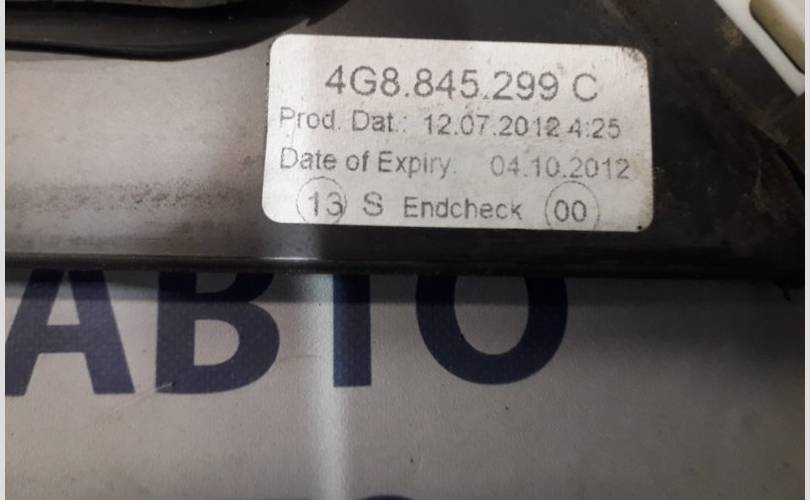 4G8.845.299 C
Prod. Dat.: 12.07.2012 4:25
Date of Expiry. 04.10.2012
13 S Endcheck 00
АВТО